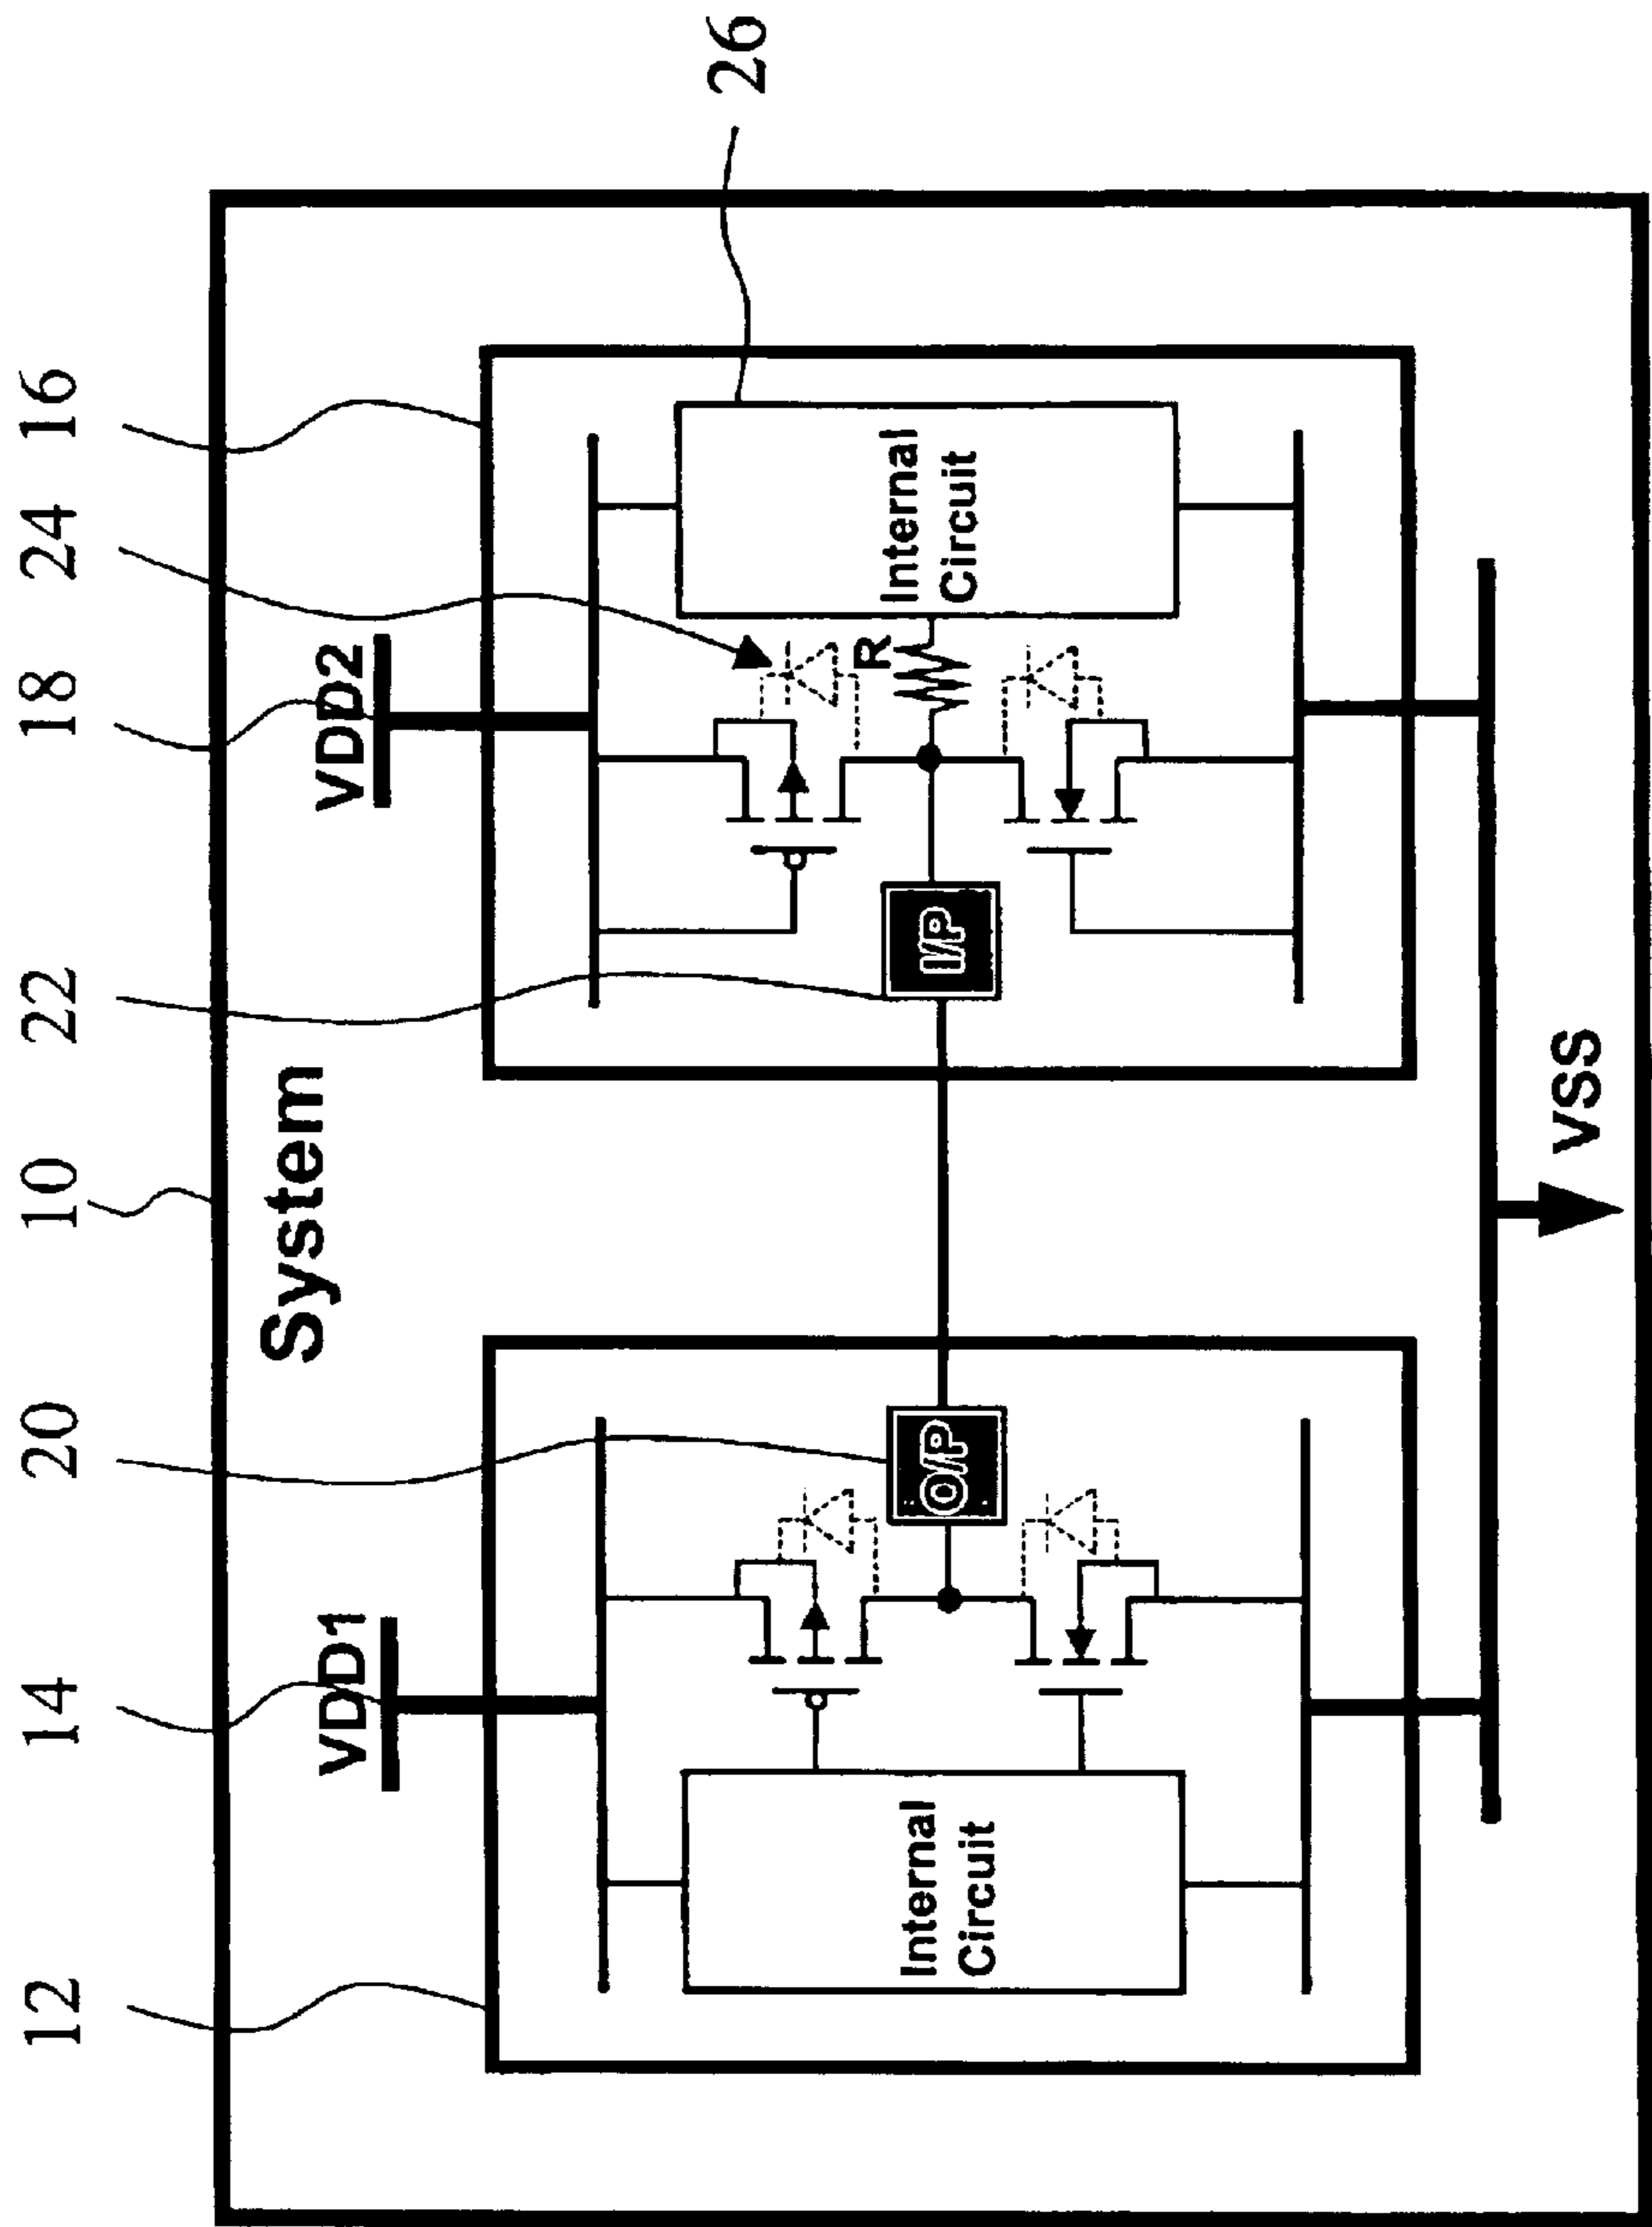 12 14 20 10 22 18 24 16
26
System
VDD1
VDD2
Internal
Circuit
O/P
I/P
R
Internal
Circuit
VSS